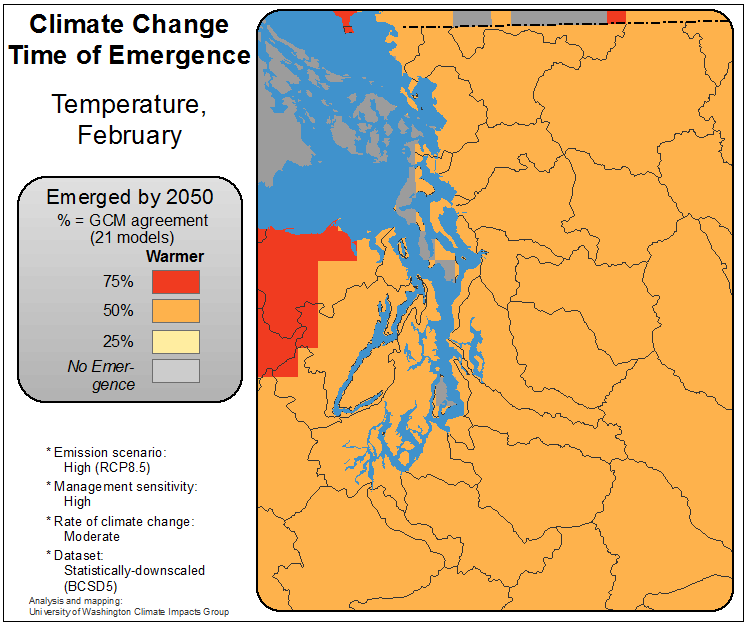 Climate Change
Time of Emergence
Temperature,
February
Emerged by 2050
% = GCM agreement
(21 models)
Warmer
75%
50%
25%
No Emer-
gence
* Emission scenario:
High (RCP8.5)
* Management sensitivity:
High
* Rate of climate change:
Moderate
* Dataset:
Statistically-downscaled
(BCSD5)
Analysis and mapping:
University of Washington Climate Impacts Group